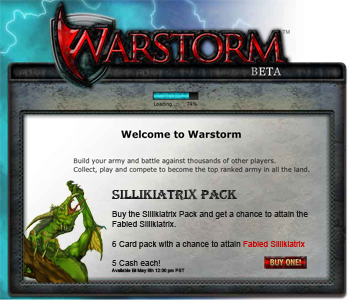 WARSTORM™
BETA
Loading ... 74%
Welcome to Warstorm
Build your army and battle against thousands of other players.
Collect, play and compete to become the top ranked army in all the land.
SILLIKIATRIX PACK
Buy the Sillikiatrix Pack and get a chance to attain the
Fabled Sillikiatrix.
6 Card pack with a chance to attain Fabled Sillikiatrix
5 Cash each!
BUY ONE!
Available till May 6th 12:00 pm PST